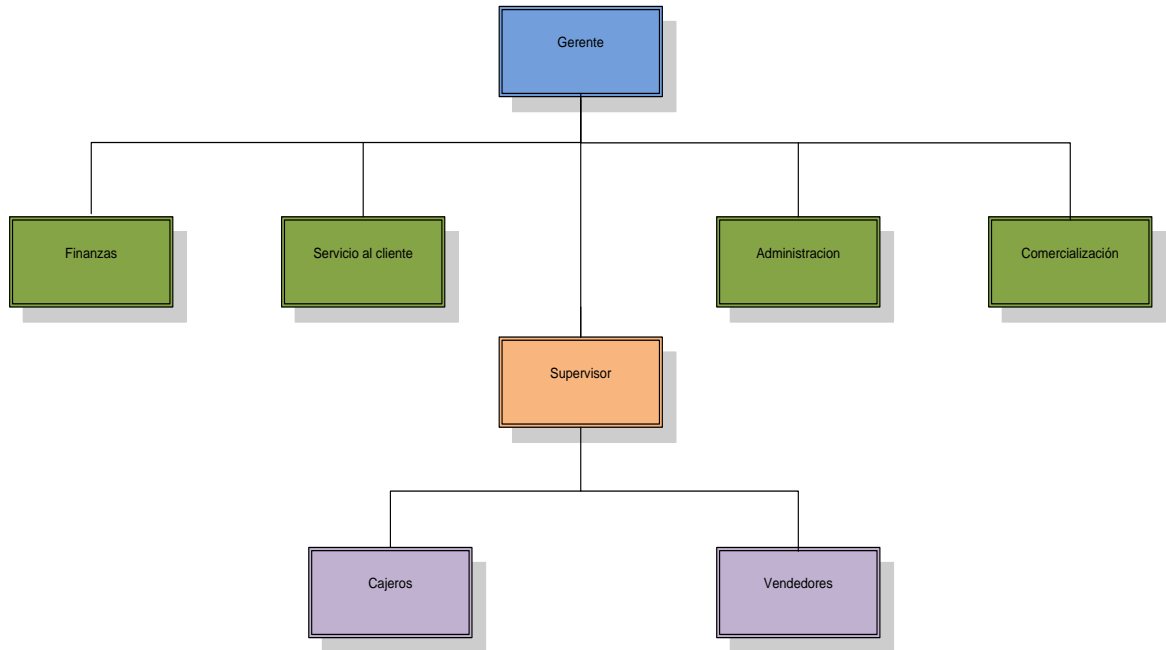 Gerente
Finanzas
Servicio al cliente
Administracion
Comercialización
Supervisor
Cajeros
Vendedores